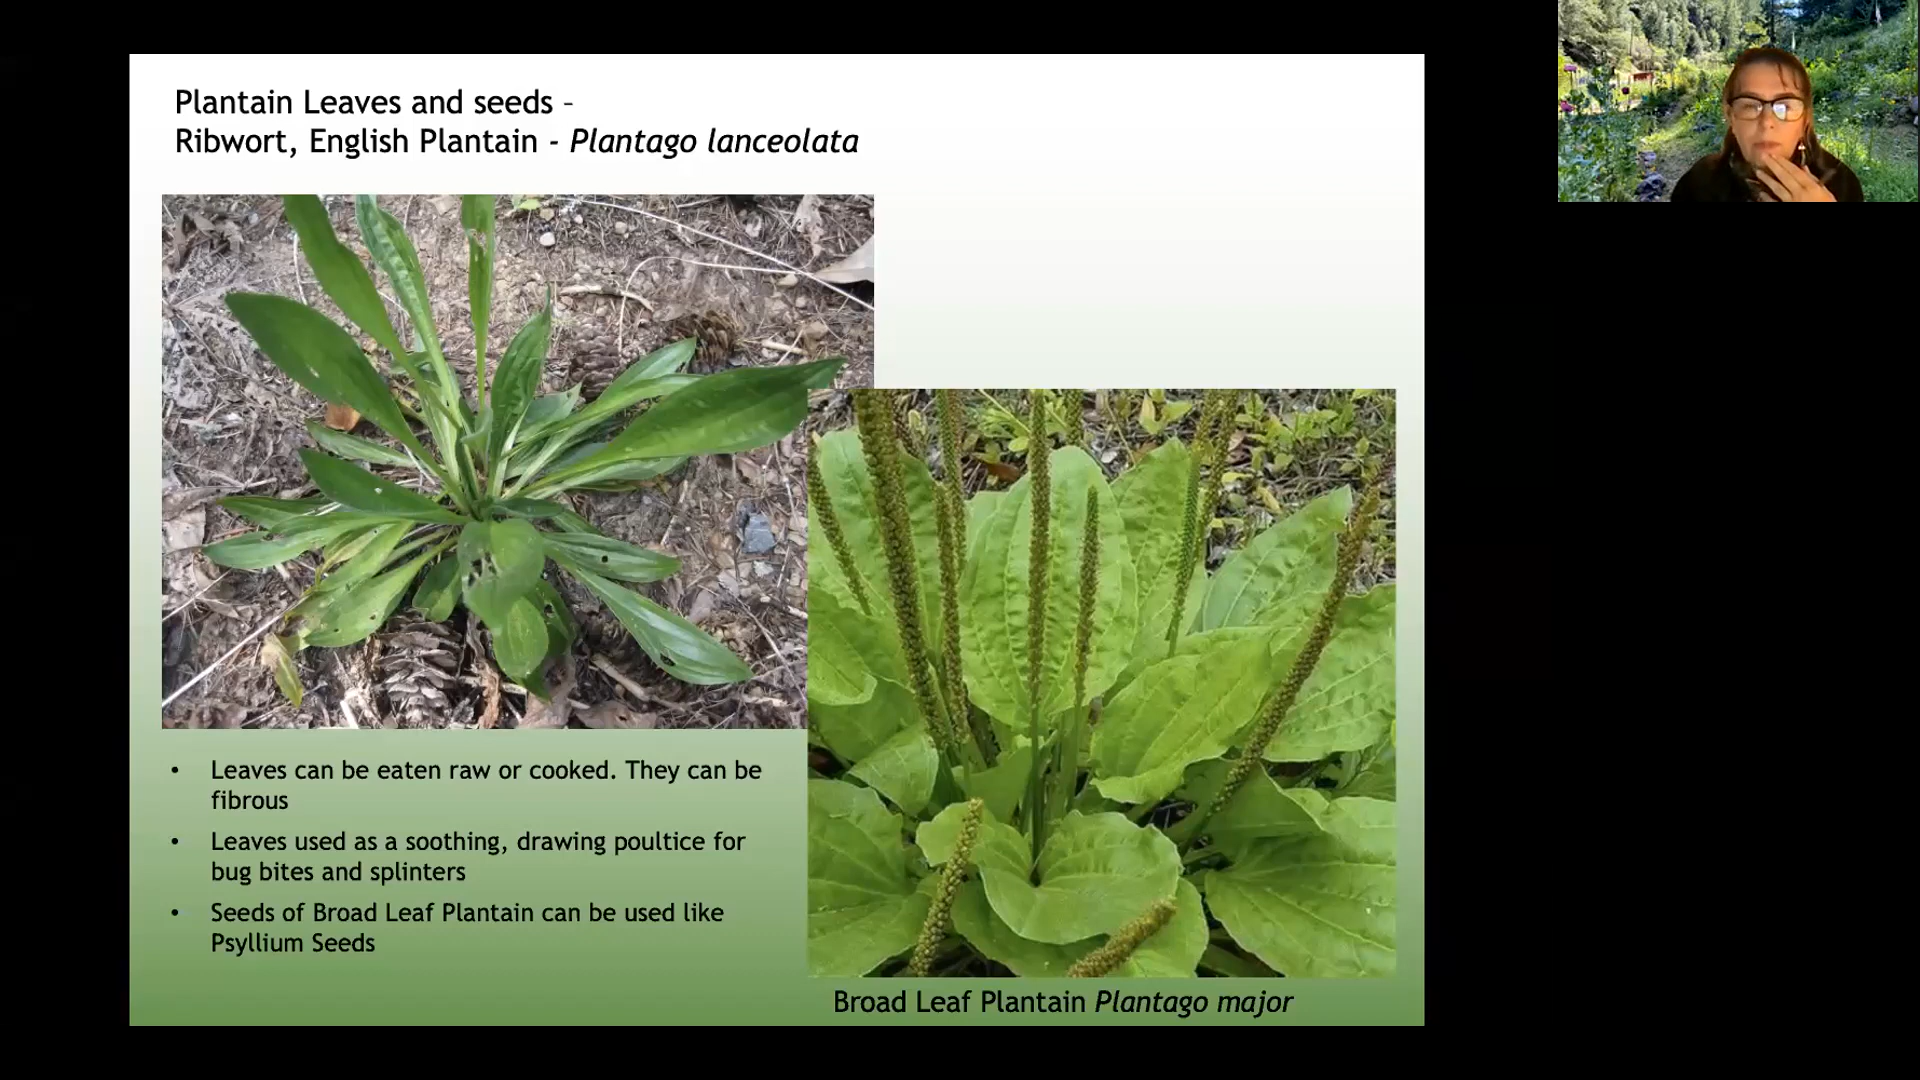 Plantain Leaves and seeds –
Ribwort, English Plantain - Plantago lanceolata
• Leaves can be eaten raw or cooked. They can be
fibrous
• Leaves used as a soothing, drawing poultice for
bug bites and splinters
• Seeds of Broad Leaf Plantain can be used like
Psyllium Seeds
Broad Leaf Plantain Plantago major